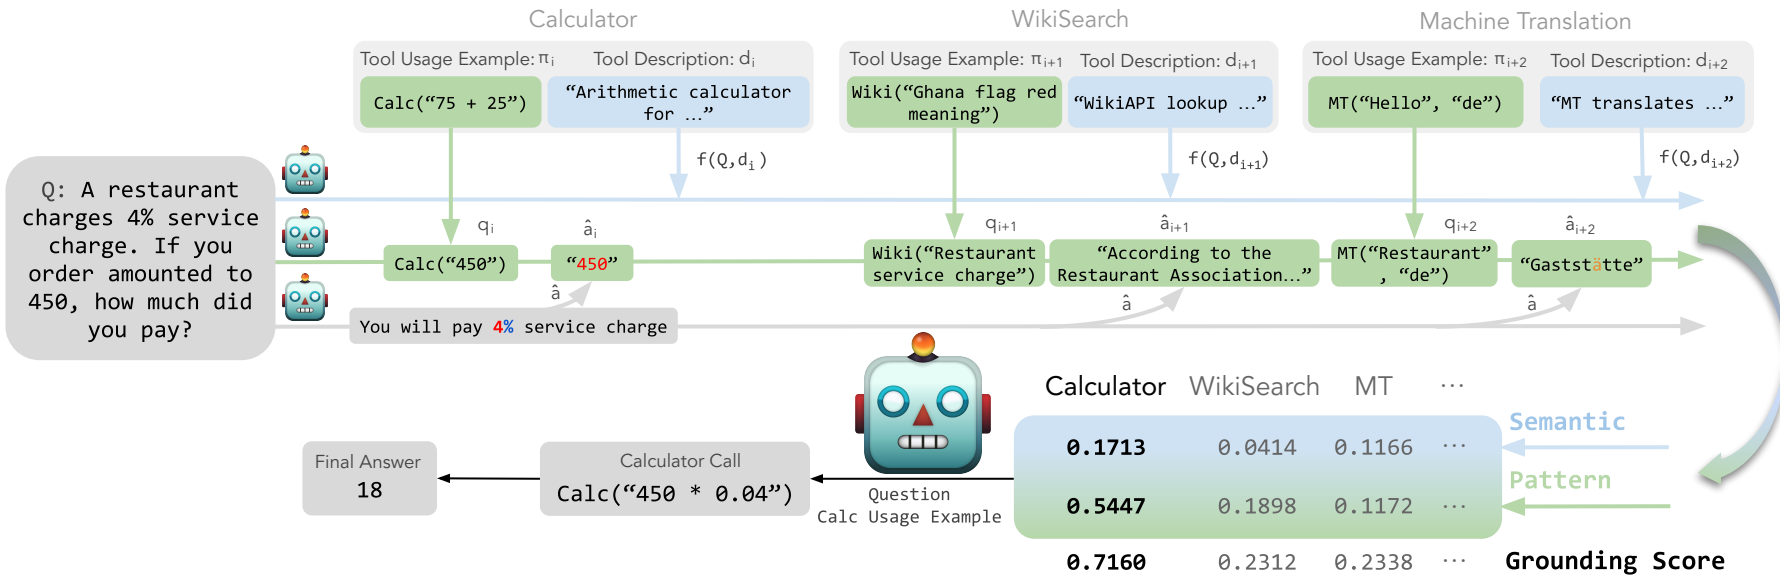 Calculator
WikiSearch
Machine Translation
Tool Usage Example: πi
Tool Description: di
Tool Usage Example: πi+1
Tool Description: di+1
Tool Usage Example: πi+2
Tool Description: di+2
Calc(“75 + 25”)
“Arithmetic calculator
for …”
Wiki(“Ghana flag red
meaning”)
“WikiAPI lookup …”
MT(“Hello”, “de”)
“MT translates …”
f(Q,di)
f(Q,di+1)
f(Q,di+2)
Q: A restaurant
charges 4% service
charge. If you
order amounted to
450, how much did
you pay?
qi
âi
qi+1
âi+1
qi+2
âi+2
Calc(“450”)
“450”
Wiki(“Restaurant
service charge”)
“According to the
Restaurant Association…”
MT(“Restaurant”
, “de”)
“Gaststätte”
â
â
â
You will pay 4% service charge
Calculator WikiSearch MT …
Semantic
0.1713 0.0414 0.1166 …
Pattern
0.5447 0.1898 0.1172 …
0.7160 0.2312 0.2338 … Grounding Score
Question
Calc Usage Example
Calculator Call
Calc(“450 * 0.04”)
Final Answer
18